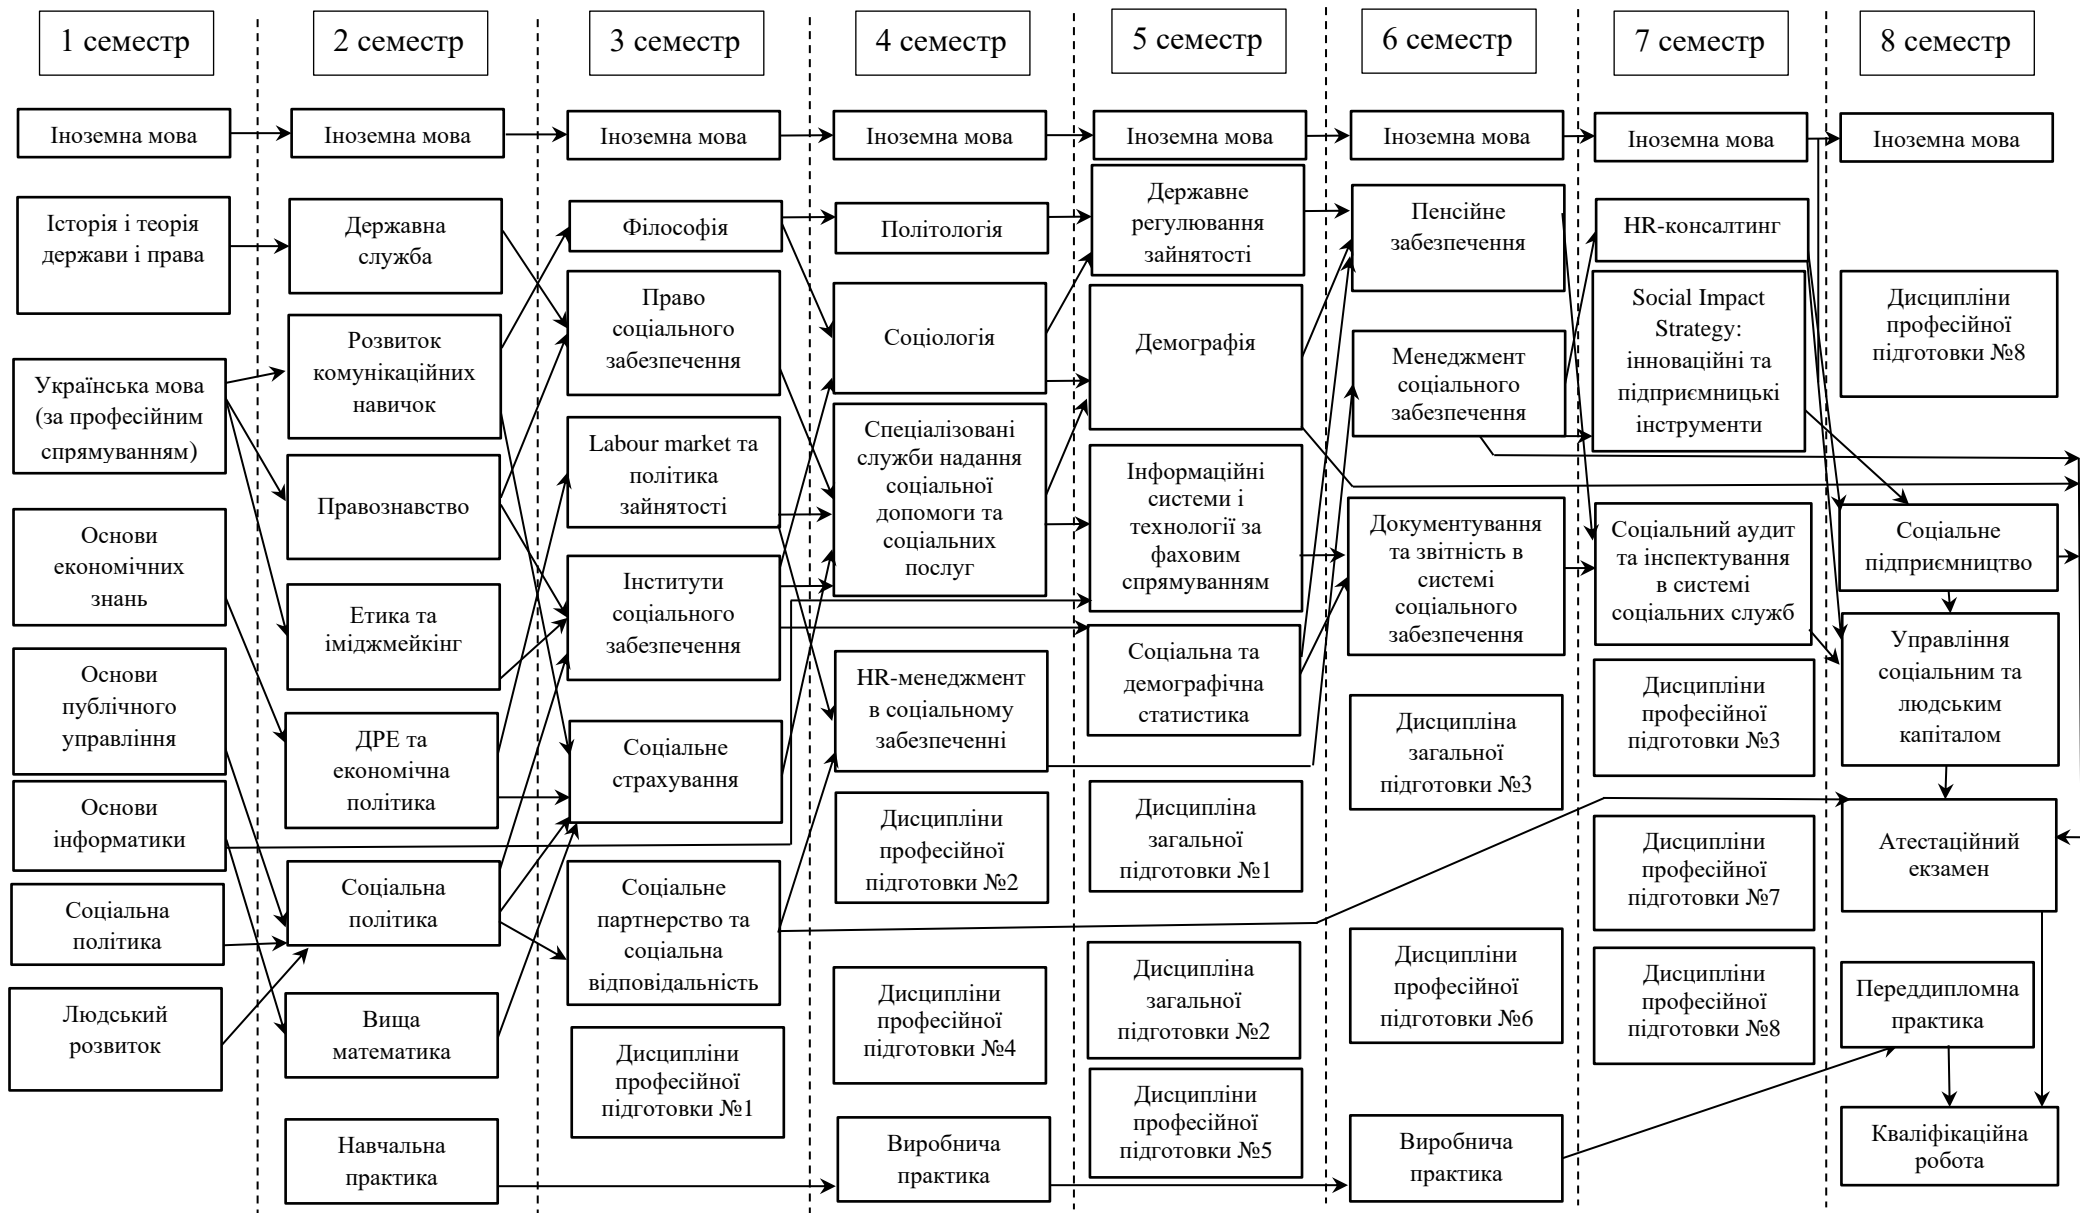 1 семестр
2 семестр
3 семестр
4 семестр
5 семестр
6 семестр
7 семестр
8 семестр
Іноземна мова
Історія і теорія
держави і права
Українська мова
(за професійним
спрямуванням)
Основи
економічних
знань
Основи
публічного
управління
Основи
інформатики
Соціальна
політика
Людський
розвиток
Іноземна мова
Державна
служба
Розвиток
комунікаційних
навичок
Правознавство
Етика та
іміджмейкінг
ДРЕ та
економічна
політика
Соціальна
політика
Вища
математика
Навчальна
практика
Іноземна мова
Філософія
Право
соціального
забезпечення
Labour market та
політика
зайнятості
Інститути
соціального
забезпечення
Соціальне
страхування
Соціальне
партнерство та
соціальна
відповідальність
Дисципліни
професійної
підготовки №1
Іноземна мова
Політологія
Соціологія
Спеціалізовані
служби надання
соціальної
допомоги та
соціальних
послуг
HR-менеджмент
в соціальному
забезпеченні
Дисципліни
професійної
підготовки №2
Дисципліни
професійної
підготовки №4
Виробнича
практика
Іноземна мова
Державне
регулювання
зайнятості
Демографія
Інформаційні
системи і
технології за
фаховим
спрямуванням
Соціальна та
демографічна
статистика
Дисципліна
загальної
підготовки №1
Дисципліна
загальної
підготовки №2
Дисципліни
професійної
підготовки №5
Іноземна мова
Пенсійне
забезпечення
Менеджмент
соціального
забезпечення
Документування
та звітність в
системі
соціального
забезпечення
Дисципліна
загальної
підготовки №3
Дисципліни
професійної
підготовки №6
Виробнича
практика
Іноземна мова
HR-консалтинг
Social Impact
Strategy:
інноваційні та
підприємницькі
інструменти
Соціальний аудит
та інспектування
в системі
соціальних служб
Дисципліни
професійної
підготовки №3
Дисципліни
професійної
підготовки №7
Дисципліни
професійної
підготовки №8
Іноземна мова
Дисципліни
професійної
підготовки №8
Соціальне
підприємництво
Управління
соціальним та
людським
капіталом
Атестаційний
екзамен
Переддипломна
практика
Кваліфікаційна
робота